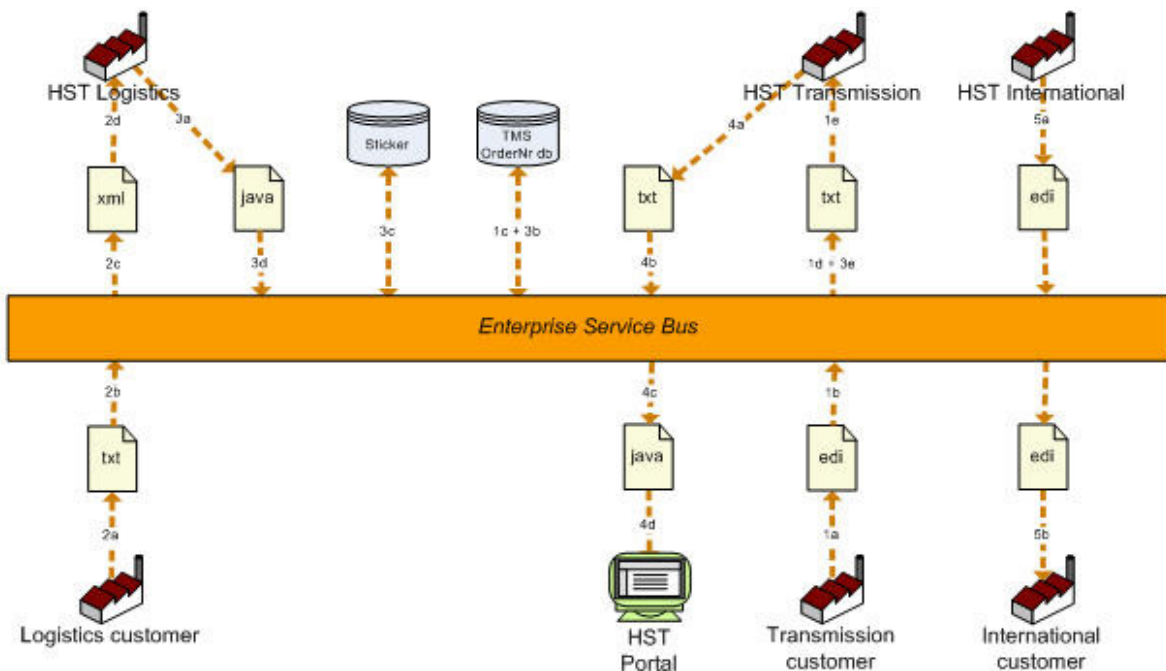 HST Logistics
HST Transmission
HST International
2d
3a
4a
1e
5a
Sticker
TMS
OrderNr db
xml
java
txt
txt
edi
2c
3d
3c
1c + 3b
4b
1d + 3e
Enterprise Service Bus
2b
4c
1b
txt
java
edi
edi
2a
4d
1a
5b
Logistics customer
HST
Portal
Transmission
customer
International
customer